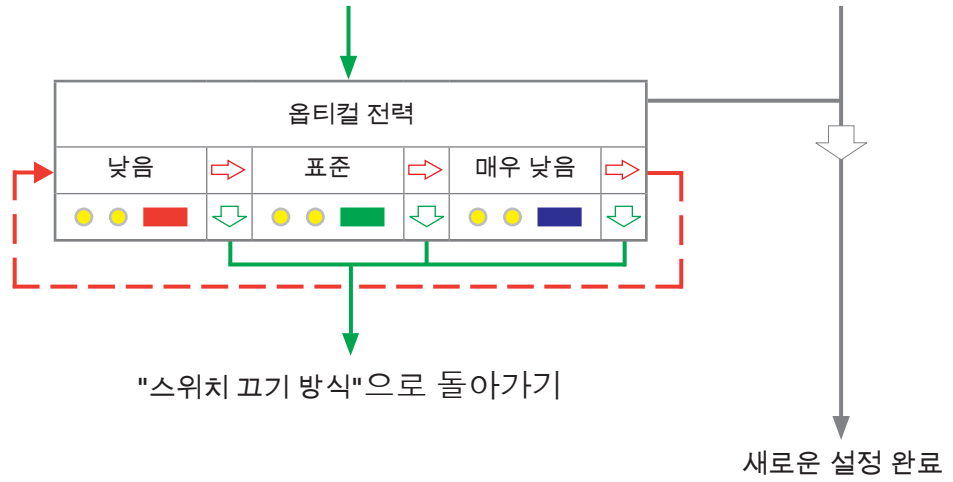 옵티컬 전력
낮음 표준 매우 낮음
"스위치 끄기 방식"으로 돌아가기
새로운 설정 완료